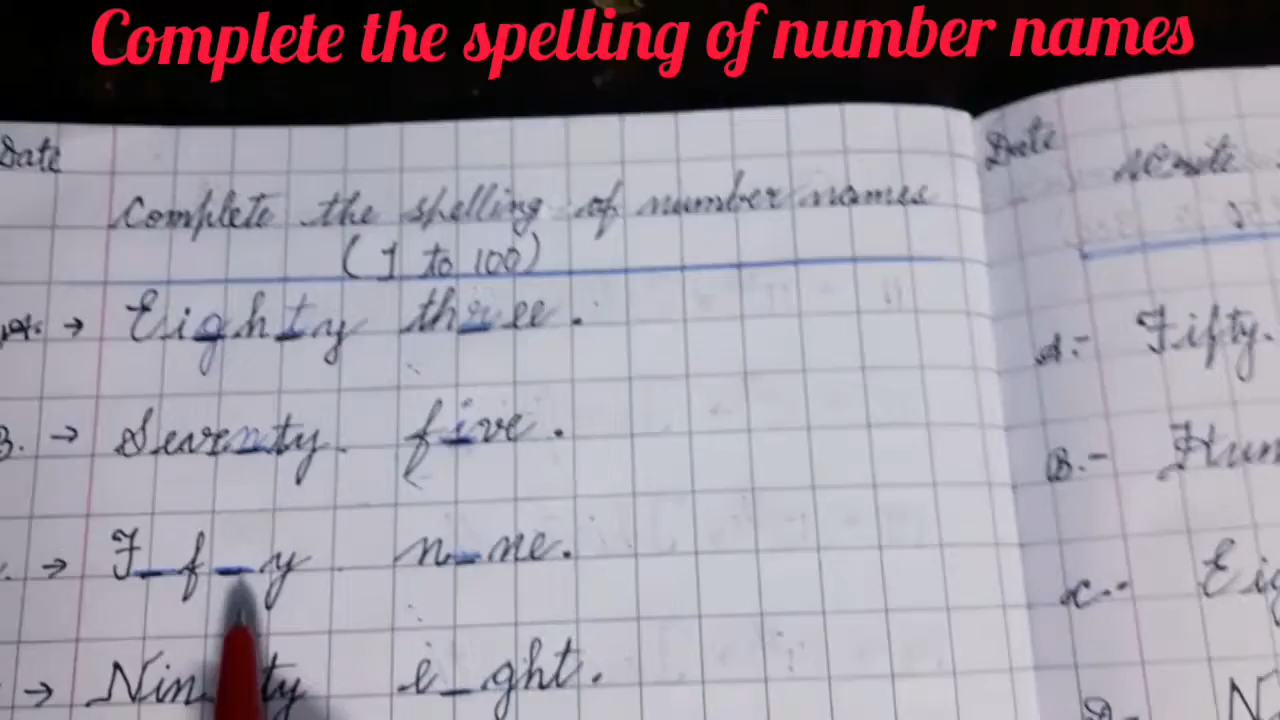 Complete the spelling of number names
Date
Complete the spelling of number names
(1 to 100)
→ Eighty three.
B. → Seventy five.
→ F_f_y n_ne.
→ Nin ty e_ght.
Date
Write
A:- Fifty.
B.-
C.-
D-